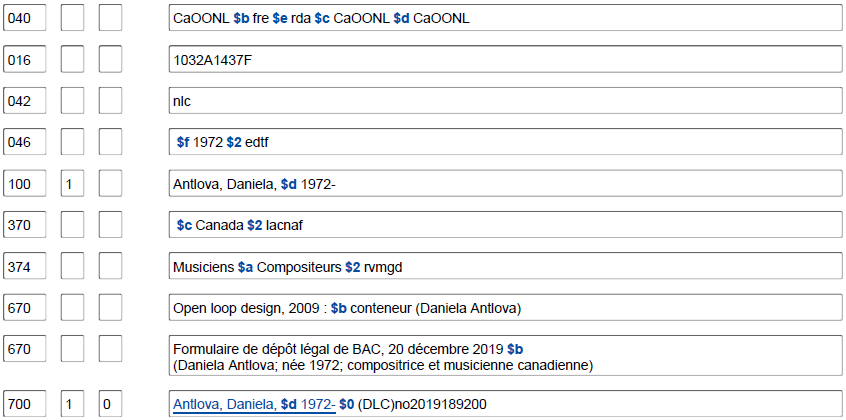 040 CaOONL $b fre $e rda $c CaOONL $d CaOONL
016 1032A1437F
042 nlc
046 $f 1972 $2 edtf
100 1 Antlova, Daniela, $d 1972-
370 $c Canada $2 lacnaf
374 Musiciens $a Compositeurs $2 rvmgd
670 Open loop design, 2009 : $b conteneur (Daniela Antlova)
670 Formulaire de dépôt légal de BAC, 20 décembre 2019 $b
(Daniela Antlova; née 1972; compositrice et musicienne canadienne)
700 1 0 Antlova, Daniela, $d 1972- $0 (DLC)no2019189200